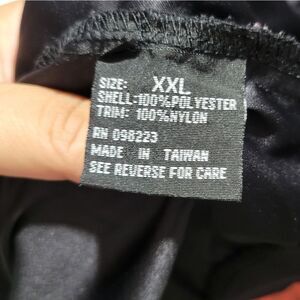 SIZE: XXL
SHELL:100%POLYESTER
TRIM: 100%NYLON
RN 098223
MADE IN TAIWAN
SEE REVERSE FOR CARE